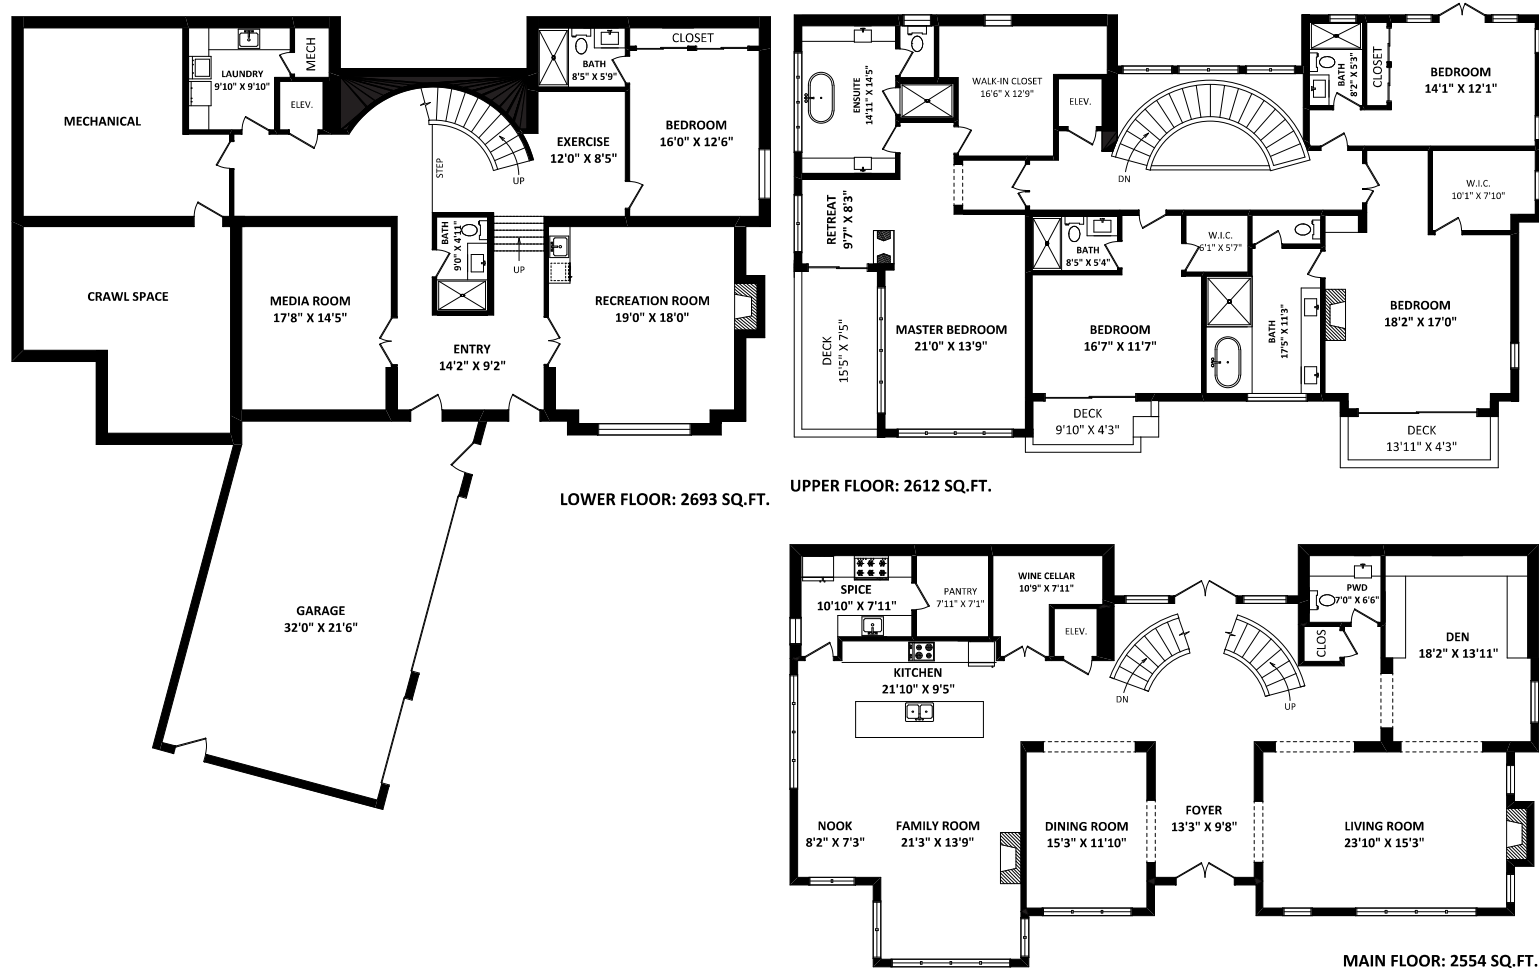 MECHANICAL
LAUNDRY
9'10" X 9'10"
MECH
ELEV.
BATH
8'5" X 5'9"
CLOSET
BEDROOM
16'0" X 12'6"
EXERCISE
12'0" X 8'5"
STEP
UP
BATH
9'0" X 4'11"
UP
CRAWL SPACE
MEDIA ROOM
17'8" X 14'5"
RECREATION ROOM
19'0" X 18'0"
ENTRY
14'2" X 9'2"
GARAGE
32'0" X 21'6"
LOWER FLOOR: 2693 SQ.FT.
ENSUITE
14'11" X 14'5"
WALK-IN CLOSET
16'6" X 12'9"
ELEV.
DN
BATH
8'2" X 5'3"
CLOSET
BEDROOM
14'1" X 12'1"
RETREAT
9'7" X 8'3"
W.I.C.
10'1" X 7'10"
BATH
8'5" X 5'4"
W.I.C.
6'1" X 5'7"
DECK
15'5" X 7'5"
MASTER BEDROOM
21'0" X 13'9"
BEDROOM
16'7" X 11'7"
BATH
17'5" X 11'3"
BEDROOM
18'2" X 17'0"
DECK
9'10" X 4'3"
DECK
13'11" X 4'3"
UPPER FLOOR: 2612 SQ.FT.
SPICE
10'10" X 7'11"
PANTRY
7'11" X 7'1"
WINE CELLAR
10'9" X 7'11"
ELEV.
PWD
7'0" X 6'6"
CLOS
DEN
18'2" X 13'11"
KITCHEN
21'10" X 9'5"
DN
UP
NOOK
8'2" X 7'3"
FAMILY ROOM
21'3" X 13'9"
DINING ROOM
15'3" X 11'10"
FOYER
13'3" X 9'8"
LIVING ROOM
23'10" X 15'3"
MAIN FLOOR: 2554 SQ.FT.